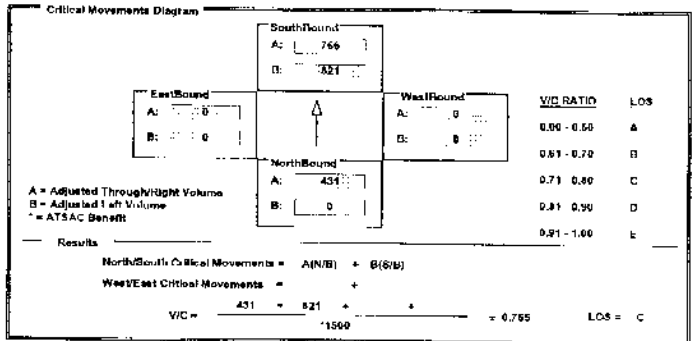 Critical Movements Diagram
SouthBound
A: 766
B: 821
EastBound
A: 0
B: 0
WestBound
A: 0
B: 0
NorthBound
A: 431
B: 0
V/C RATIO LOS
0.00 - 0.60 A
0.61 - 0.70 B
0.71 - 0.80 C
0.81 - 0.90 D
0.91 - 1.00 E
A = Adjusted Through/Right Volume
B = Adjusted Left Volume
* = ATSAC Benefit
Results
North/South Critical Movements = A(N/B) + B(S/B)
West/East Critical Movements = +
V/C = 431 + 821 + + = 0.765 LOS = C
*1500